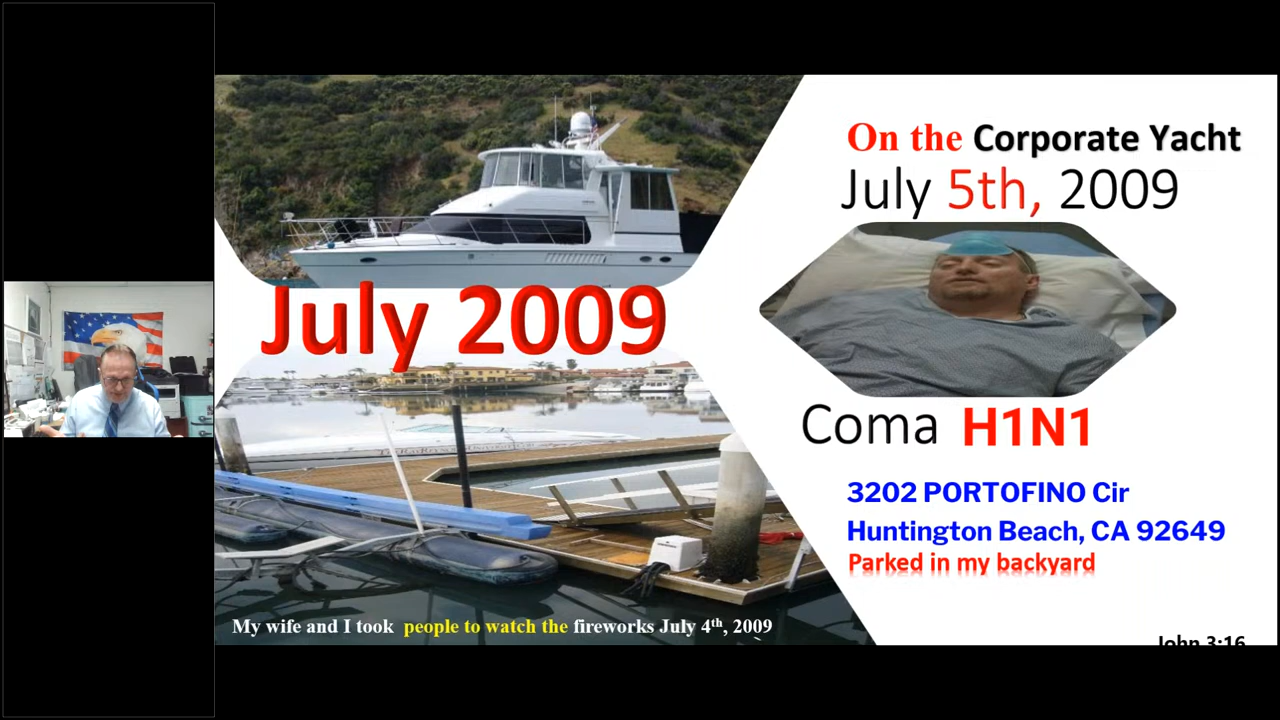 On the Corporate Yacht
July 5th, 2009
July 2009
Coma H1N1
3202 PORTOFINO Cir
Huntington Beach, CA 92649
Parked in my backyard
My wife and I took people to watch the fireworks July 4th, 2009
John 3:16